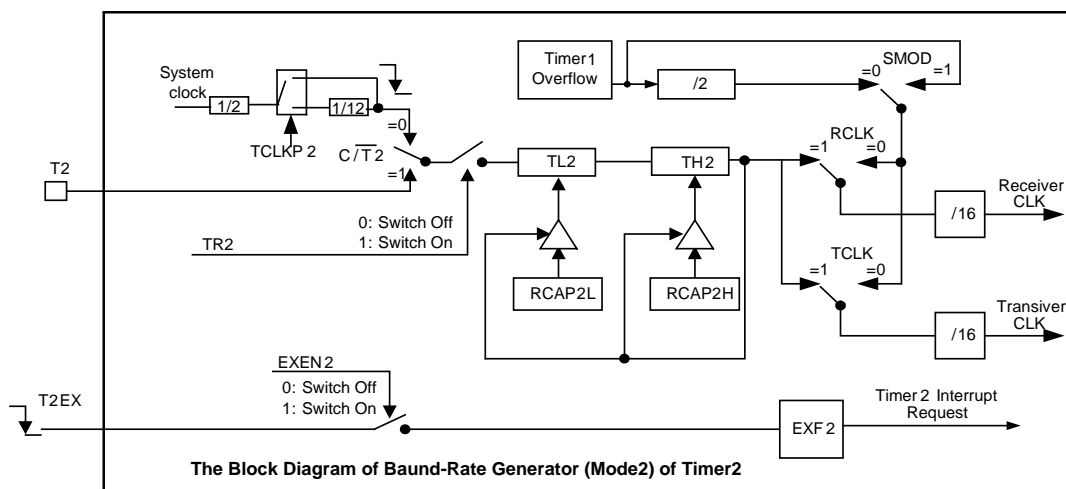 System
clock
1/2
1/12
TCLKP 2
=0
C/T2
=1
T2
TR2
0: Switch Off
1: Switch On
TL2
TH2
RCAP2L
RCAP2H
Timer1
Overflow
/2
SMOD
=0
=1
RCLK
=1
=0
/16
Receiver
CLK
TCLK
=1
=0
/16
Transiver
CLK
T2EX
EXEN2
0: Switch Off
1: Switch On
EXF2
Timer 2 Interrupt
Request
The Block Diagram of Baund-Rate Generator (Mode2) of Timer2